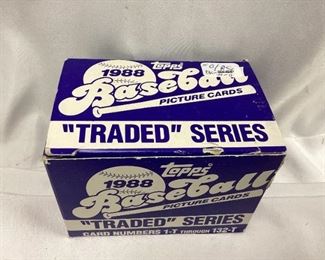 Topps
1988
Baseball
PICTURE CARDS
"TRADED" SERIES
Topps
1988
Baseball
PICTURE CARDS
"TRADED" SERIES
CARD NUMBERS 1-T THROUGH 132-T